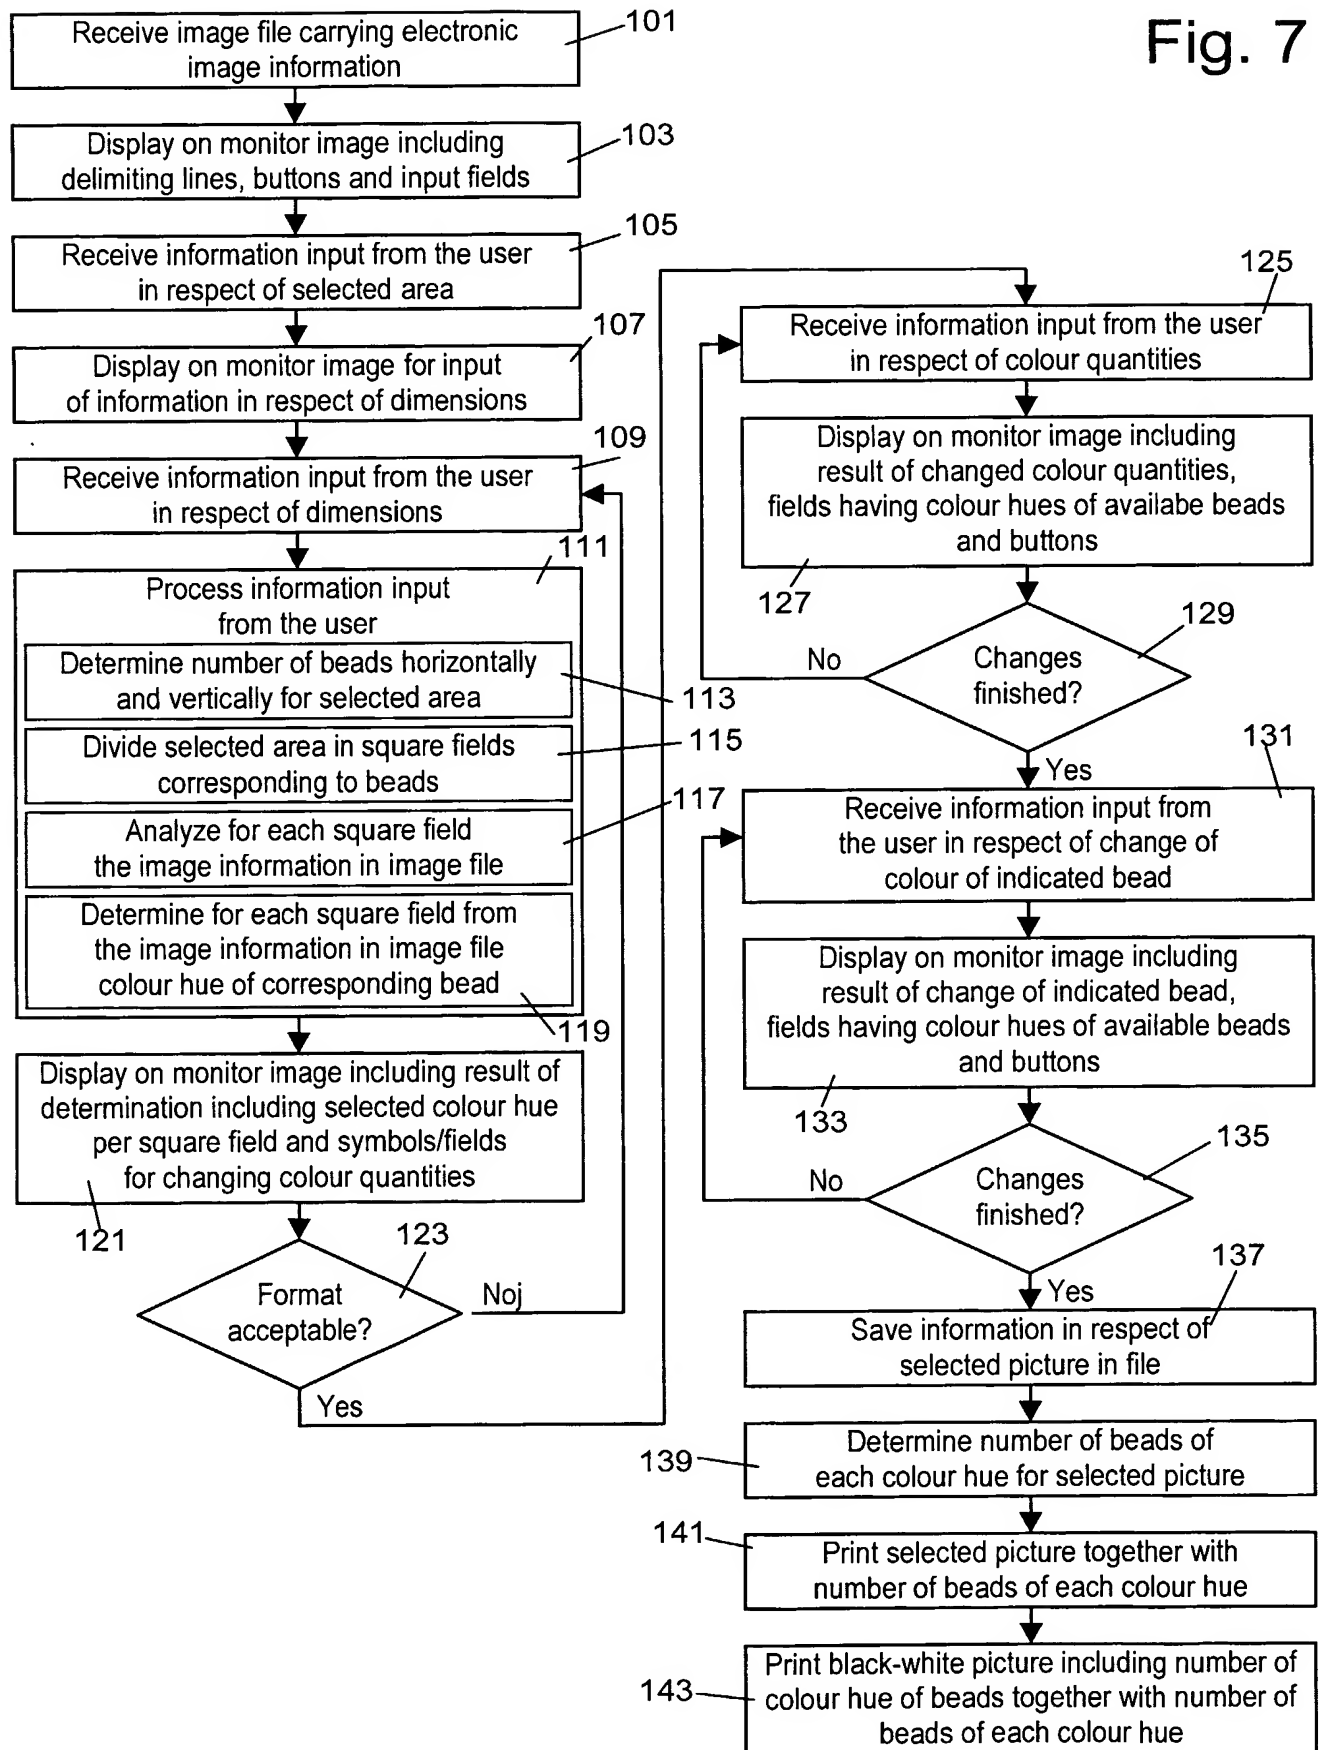 Fig. 7
Receive image file carrying electronic
image information
101
Display on monitor image including
delimiting lines, buttons and input fields
103
Receive information input from the user
in respect of selected area
105
Display on monitor image for input
of information in respect of dimensions
107
Receive information input from the user
in respect of dimensions
109
Process information input
from the user
111
Determine number of beads horizontally
and vertically for selected area
113
Divide selected area in square fields
corresponding to beads
115
Analyze for each square field
the image information in image file
117
Determine for each square field from
the image information in image file
colour hue of corresponding bead
119
Display on monitor image including result of
determination including selected colour hue
per square field and symbols/fields
for changing colour quantities
121
Format
acceptable?
123
Noj
Yes
Receive information input from the user
in respect of colour quantities
125
Display on monitor image including
result of changed colour quantities,
fields having colour hues of availabe beads
and buttons
127
Changes
finished?
129
No
Yes
Receive information input from
the user in respect of change of
colour of indicated bead
131
Display on monitor image including
result of change of indicated bead,
fields having colour hues of available beads
and buttons
133
Changes
finished?
135
No
Yes
Save information in respect of
selected picture in file
137
Determine number of beads of
each colour hue for selected picture
139
Print selected picture together with
number of beads of each colour hue
141
Print black-white picture including number of
colour hue of beads together with number of
beads of each colour hue
143